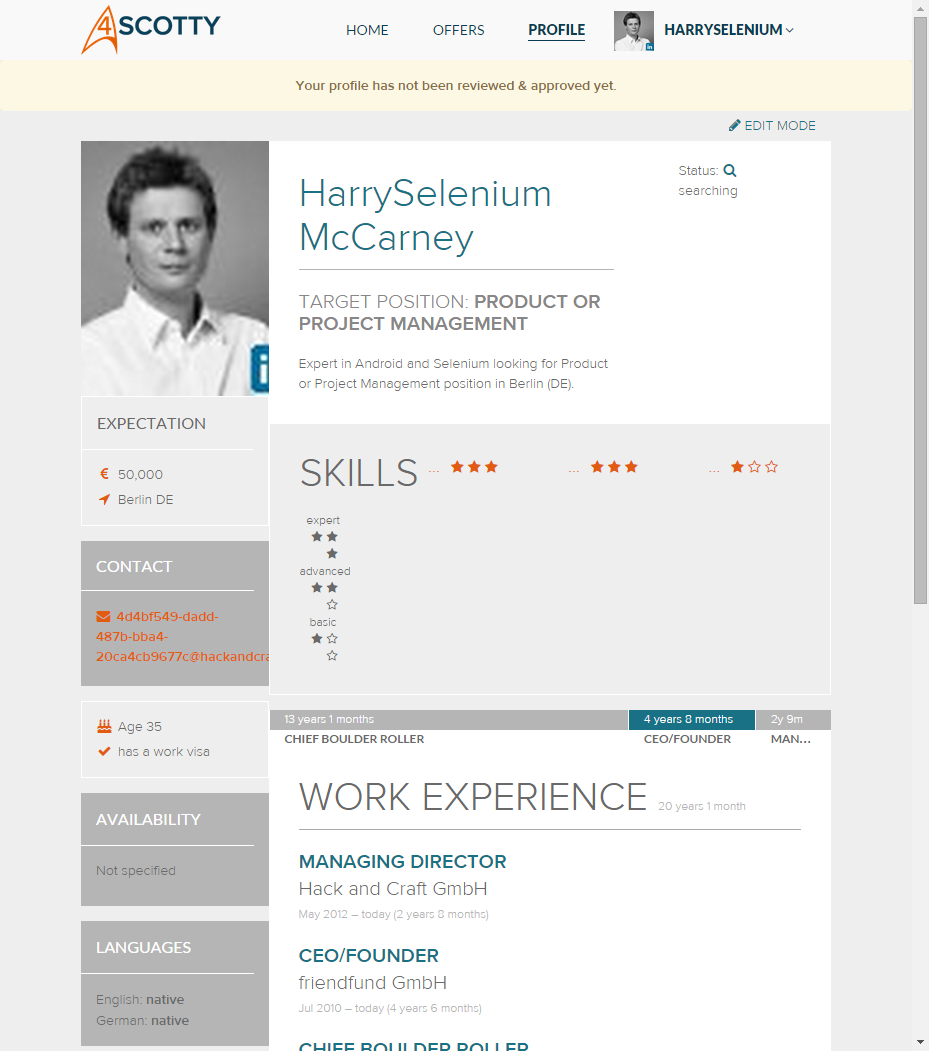 4SCOTTY
HOME OFFERS PROFILE HARRYSELENIUM
Your profile has not been reviewed & approved yet.
EDIT MODE
in
HarrySelenium
McCarney
Status:
searching
TARGET POSITION: PRODUCT OR
PROJECT MANAGEMENT
Expert in Android and Selenium looking for Product
or Project Management position in Berlin (DE).
EXPECTATION
€ 50,000
Berlin DE
CONTACT
4d4bf549-dadd-
487b-bba4-
20ca4cb9677c@hackandcra
Age 35
has a work visa
AVAILABILITY
Not specified
LANGUAGES
English: native
German: native
SKILLS ... ... ...
expert
advanced
basic
13 years 1 months 4 years 8 months 2y 9m
CHIEF BOULDER ROLLER CEO/FOUNDER MAN...
WORK EXPERIENCE 20 years 1 month
MANAGING DIRECTOR
Hack and Craft GmbH
May 2012 – today (2 years 8 months)
CEO/FOUNDER
friendfund GmbH
Jul 2010 – today (4 years 6 months)
CHIEF BOULDER ROLLER